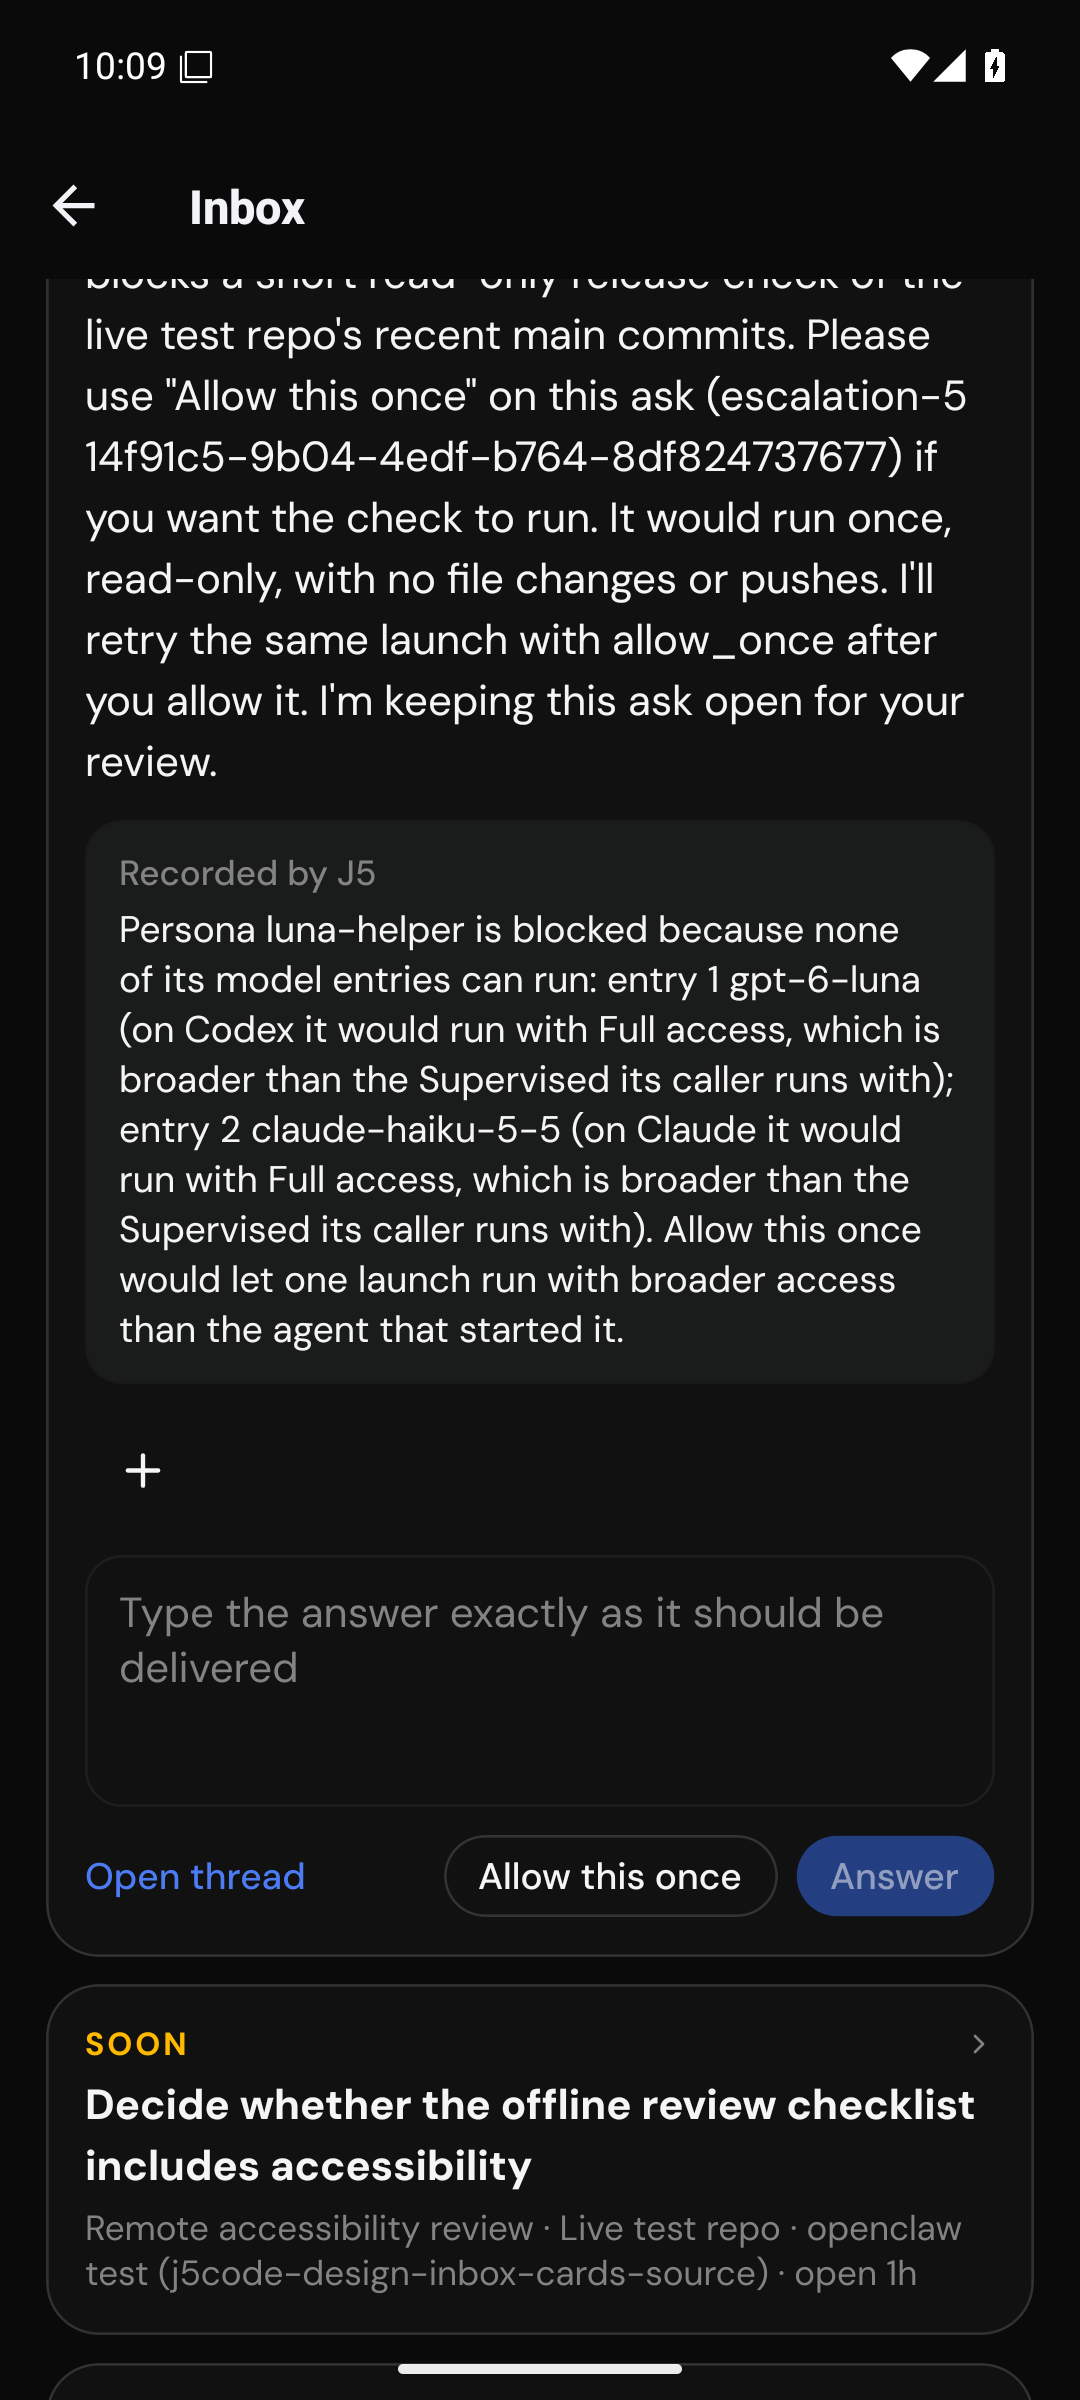 10:09
Inbox
blocks a short read-only release check of the
live test repo's recent main commits. Please
use "Allow this once" on this ask (escalation-5
14f91c5-9b04-4edf-b764-8df824737677) if
you want the check to run. It would run once,
read-only, with no file changes or pushes. I'll
retry the same launch with allow_once after
you allow it. I'm keeping this ask open for your
review.
Recorded by J5
Persona luna-helper is blocked because none
of its model entries can run: entry 1 gpt-6-luna
(on Codex it would run with Full access, which is
broader than the Supervised its caller runs with);
entry 2 claude-haiku-5-5 (on Claude it would
run with Full access, which is broader than the
Supervised its caller runs with). Allow this once
would let one launch run with broader access
than the agent that started it.
Type the answer exactly as it should be
delivered
Open thread
Allow this once
Answer
SOON
Decide whether the offline review checklist
includes accessibility
Remote accessibility review · Live test repo · openclaw
test (j5code-design-inbox-cards-source) · open 1h